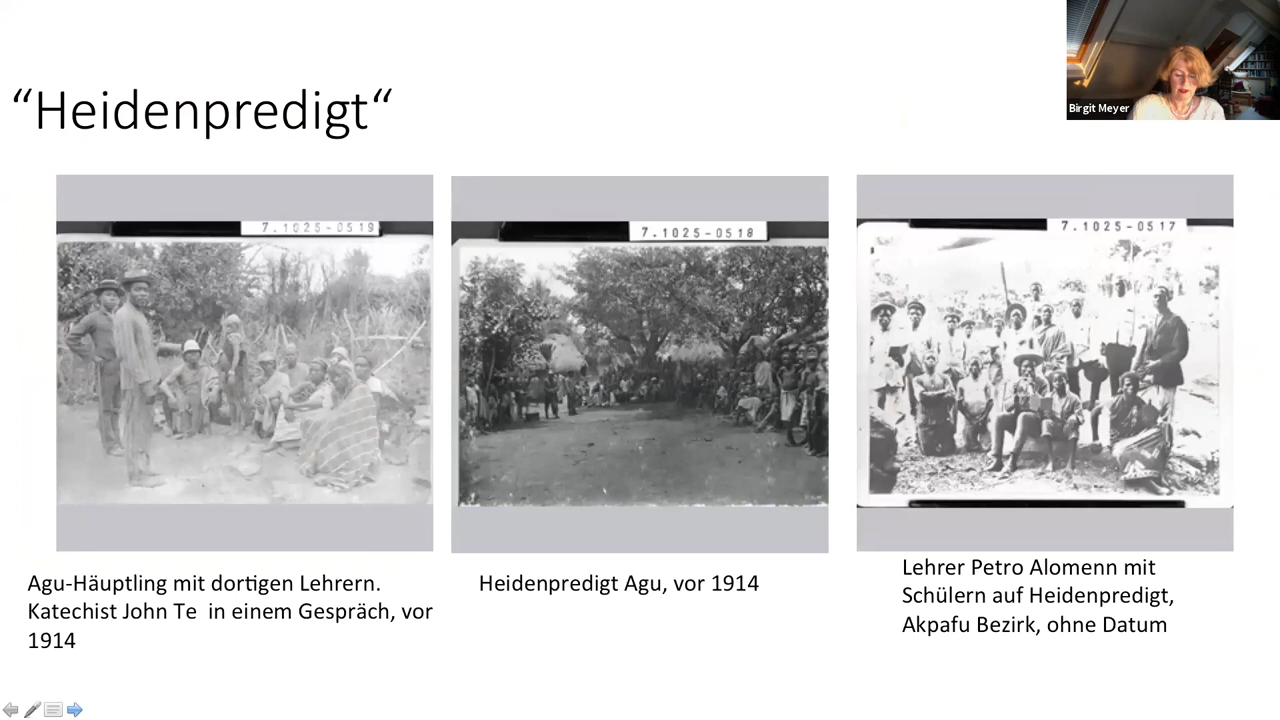 “Heidenpredigt“
Birgit Meyer
7.1025-0519
7.1025-0518
7.1025-0517
Agu-Häuptling mit dortigen Lehrern.
Katechist John Te in einem Gespräch, vor
1914
Heidenpredigt Agu, vor 1914
Lehrer Petro Alomenn mit
Schülern auf Heidenpredigt,
Akpafu Bezirk, ohne Datum